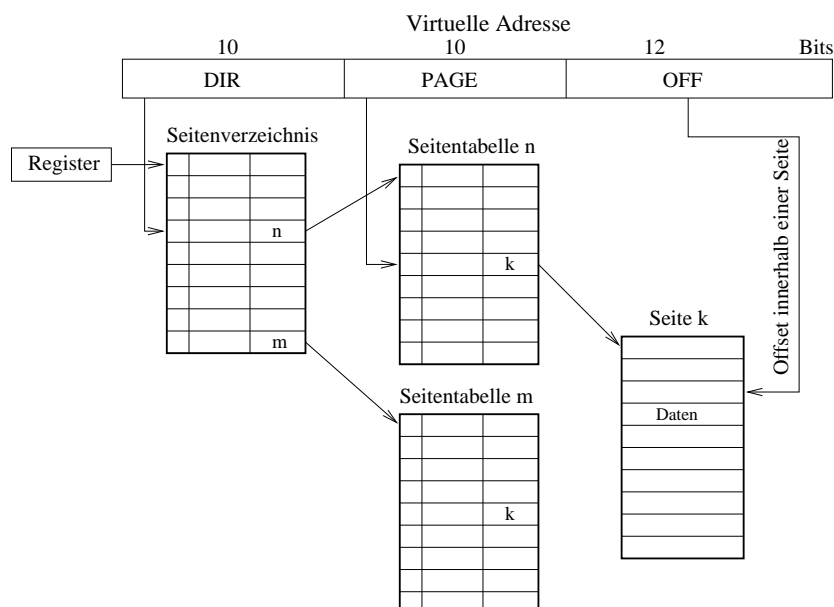 Virtuelle Adresse
10 10 12 Bits
DIR PAGE OFF
Seitenverzeichnis
Register
n
m
Seitentabelle n
k
Seitentabelle m
k
Seite k
Daten
Offset innerhalb einer Seite